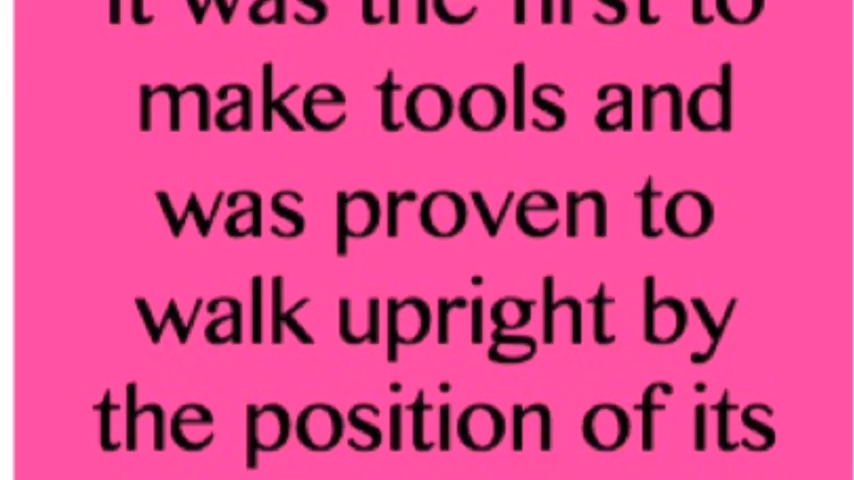 it was the first to
make tools and
was proven to
walk upright by
the position of its